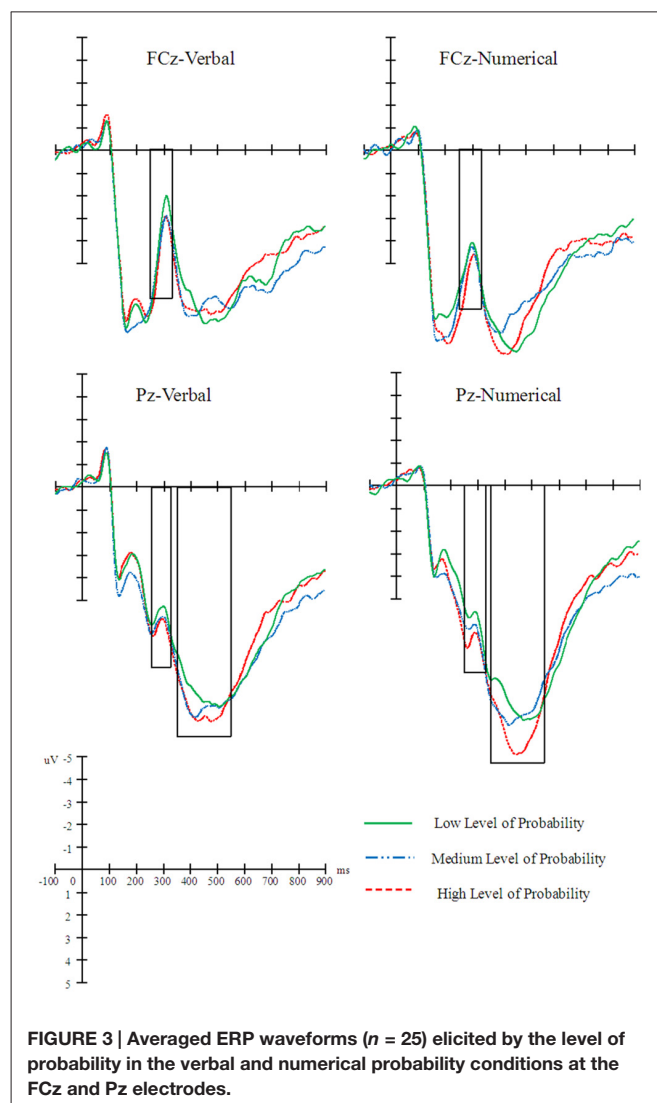 FCz-Verbal
FCz-Numerical
Pz-Verbal
Pz-Numerical
uV -5
-4
-3
-2
-1
-100 0 100 200 300 400 500 600 700 800 900 ms
1
2
3
4
5
Low Level of Probability
Medium Level of Probability
High Level of Probability
FIGURE 3 | Averaged ERP waveforms (n = 25) elicited by the level of
probability in the verbal and numerical probability conditions at the
FCz and Pz electrodes.